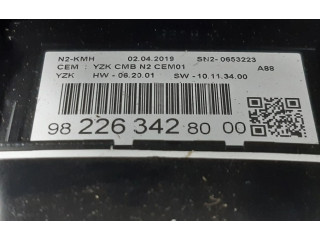 N2-KMH 02.04.2019 SN2- 0653223
CEM : YZK CMB N2 CEM01 A88
YZK HW - 06.20.01 SW - 10.11.34.00
98 226 342 80 00